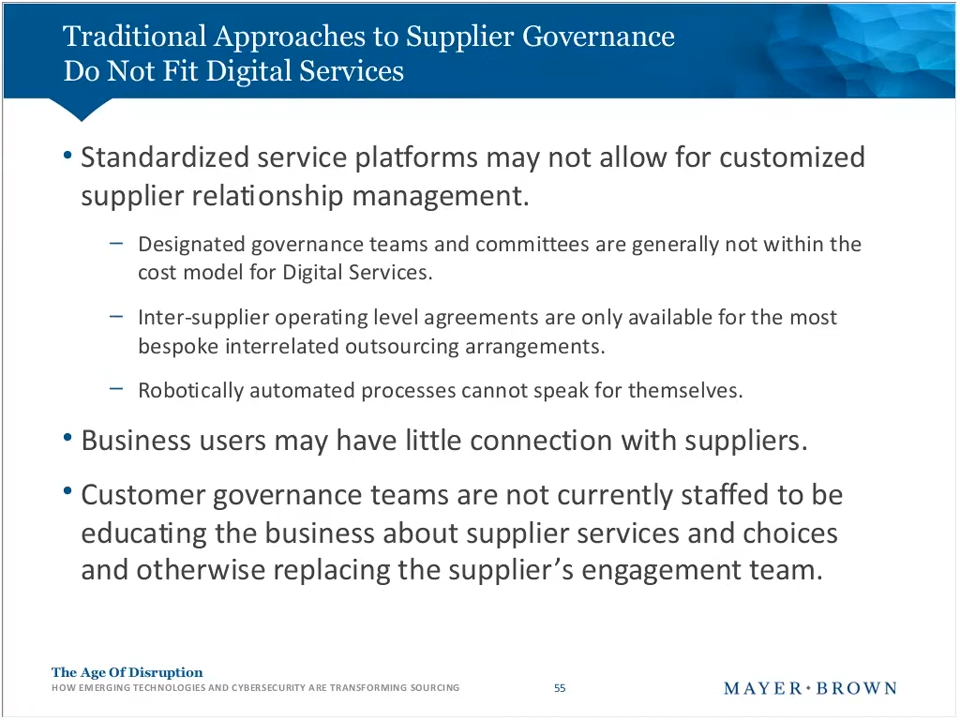 Traditional Approaches to Supplier Governance
Do Not Fit Digital Services
• Standardized service platforms may not allow for customized
supplier relationship management.
– Designated governance teams and committees are generally not within the
cost model for Digital Services.
– Inter-supplier operating level agreements are only available for the most
bespoke interrelated outsourcing arrangements.
– Robotically automated processes cannot speak for themselves.
• Business users may have little connection with suppliers.
• Customer governance teams are not currently staffed to be
educating the business about supplier services and choices
and otherwise replacing the supplier’s engagement team.
The Age Of Disruption
HOW EMERGING TECHNOLOGIES AND CYBERSECURITY ARE TRANSFORMING SOURCING
55
MAYER•BROWN